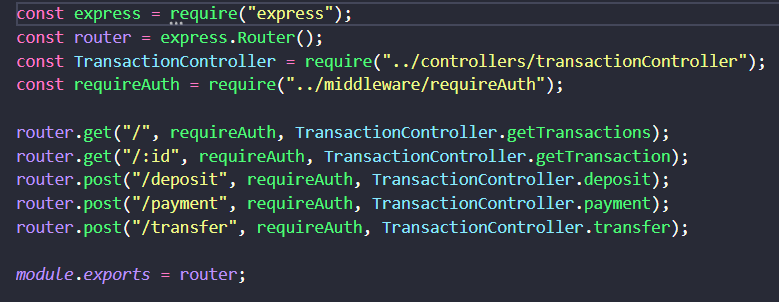 const express = require("express");
const router = express.Router();
const TransactionController = require("../controllers/transactionController");
const requireAuth = require("../middleware/requireAuth");
router.get("/", requireAuth, TransactionController.getTransactions);
router.get("/:id", requireAuth, TransactionController.getTransaction);
router.post("/deposit", requireAuth, TransactionController.deposit);
router.post("/payment", requireAuth, TransactionController.payment);
router.post("/transfer", requireAuth, TransactionController.transfer);
module.exports = router;